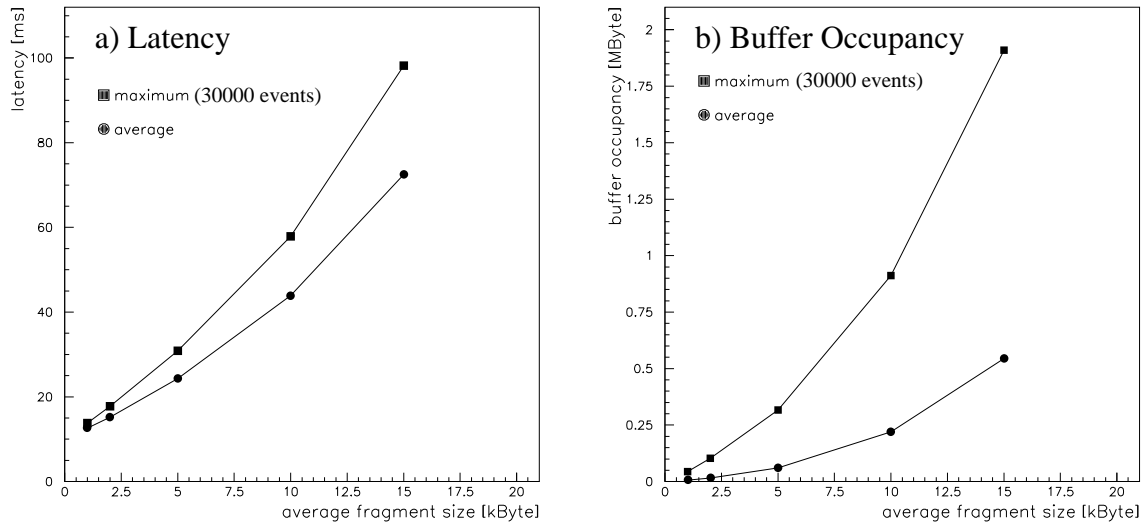 a) Latency
maximum (30000 events)
average
latency [ms]
100
80
60
40
20
0
0 2.5 5 7.5 10 12.5 15 17.5 20
average fragment size [kByte]
b) Buffer Occupancy
maximum (30000 events)
average
buffer occupancy [MByte]
2
1.75
1.5
1.25
1
0.75
0.5
0.25
0
0 2.5 5 7.5 10 12.5 15 17.5 20
average fragment size [kByte]